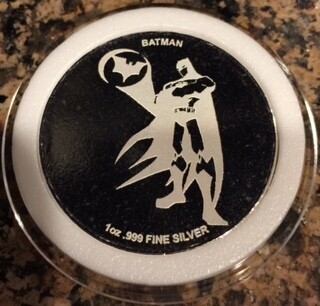 BATMAN
1oz .999 FINE SILVER